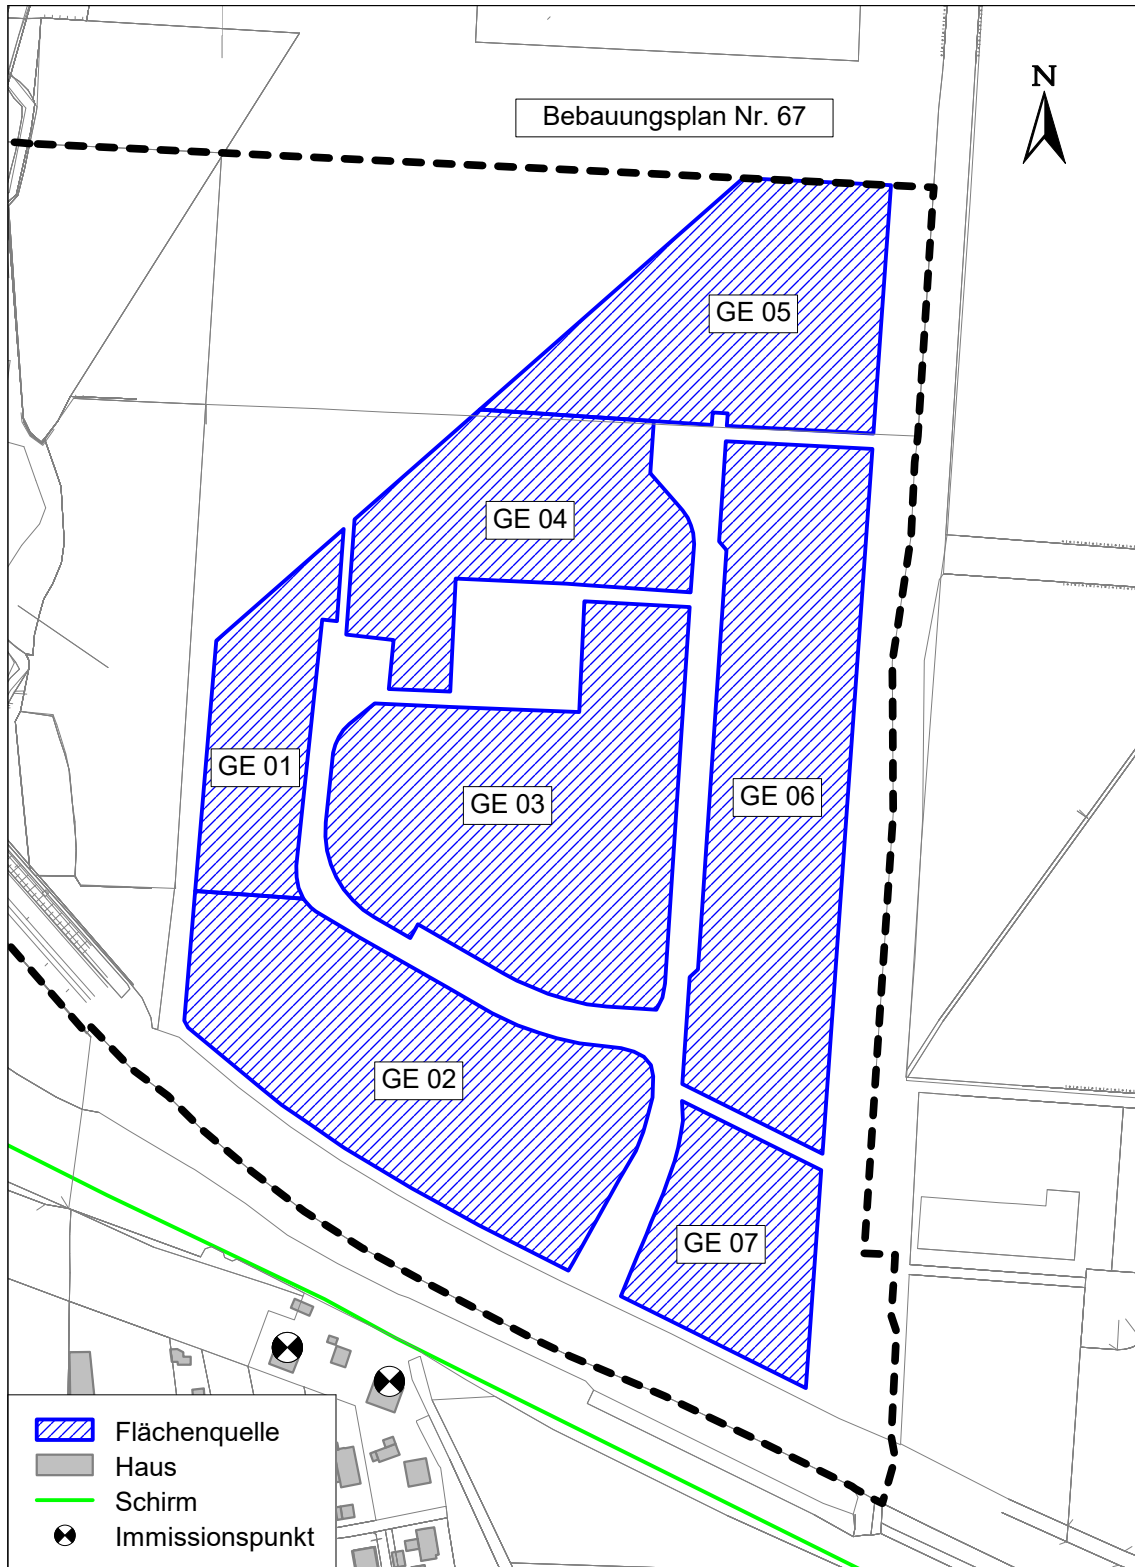 N
Bebauungsplan Nr. 67
GE 05
GE 04
GE 01
GE 03
GE 06
GE 02
GE 07
Flächenquelle
Haus
Schirm
Immissionspunkt